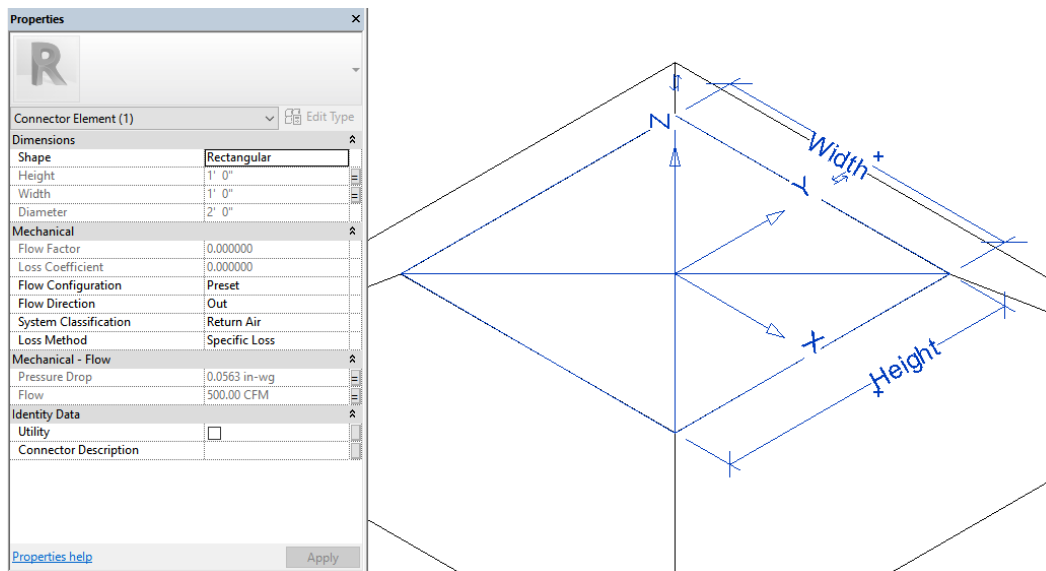 Properties
R
Connector Element (1)
Edit Type
Dimensions
Shape Rectangular
Height 1' 0"
Width 1' 0"
Diameter 2' 0"
Mechanical
Flow Factor 0.000000
Loss Coefficient 0.000000
Flow Configuration Preset
Flow Direction Out
System Classification Return Air
Loss Method Specific Loss
Mechanical - Flow
Pressure Drop 0.0563 in-wg
Flow 500.00 CFM
Identity Data
Utility
Connector Description
Properties help
Apply
Z
Width
Y
X
Height